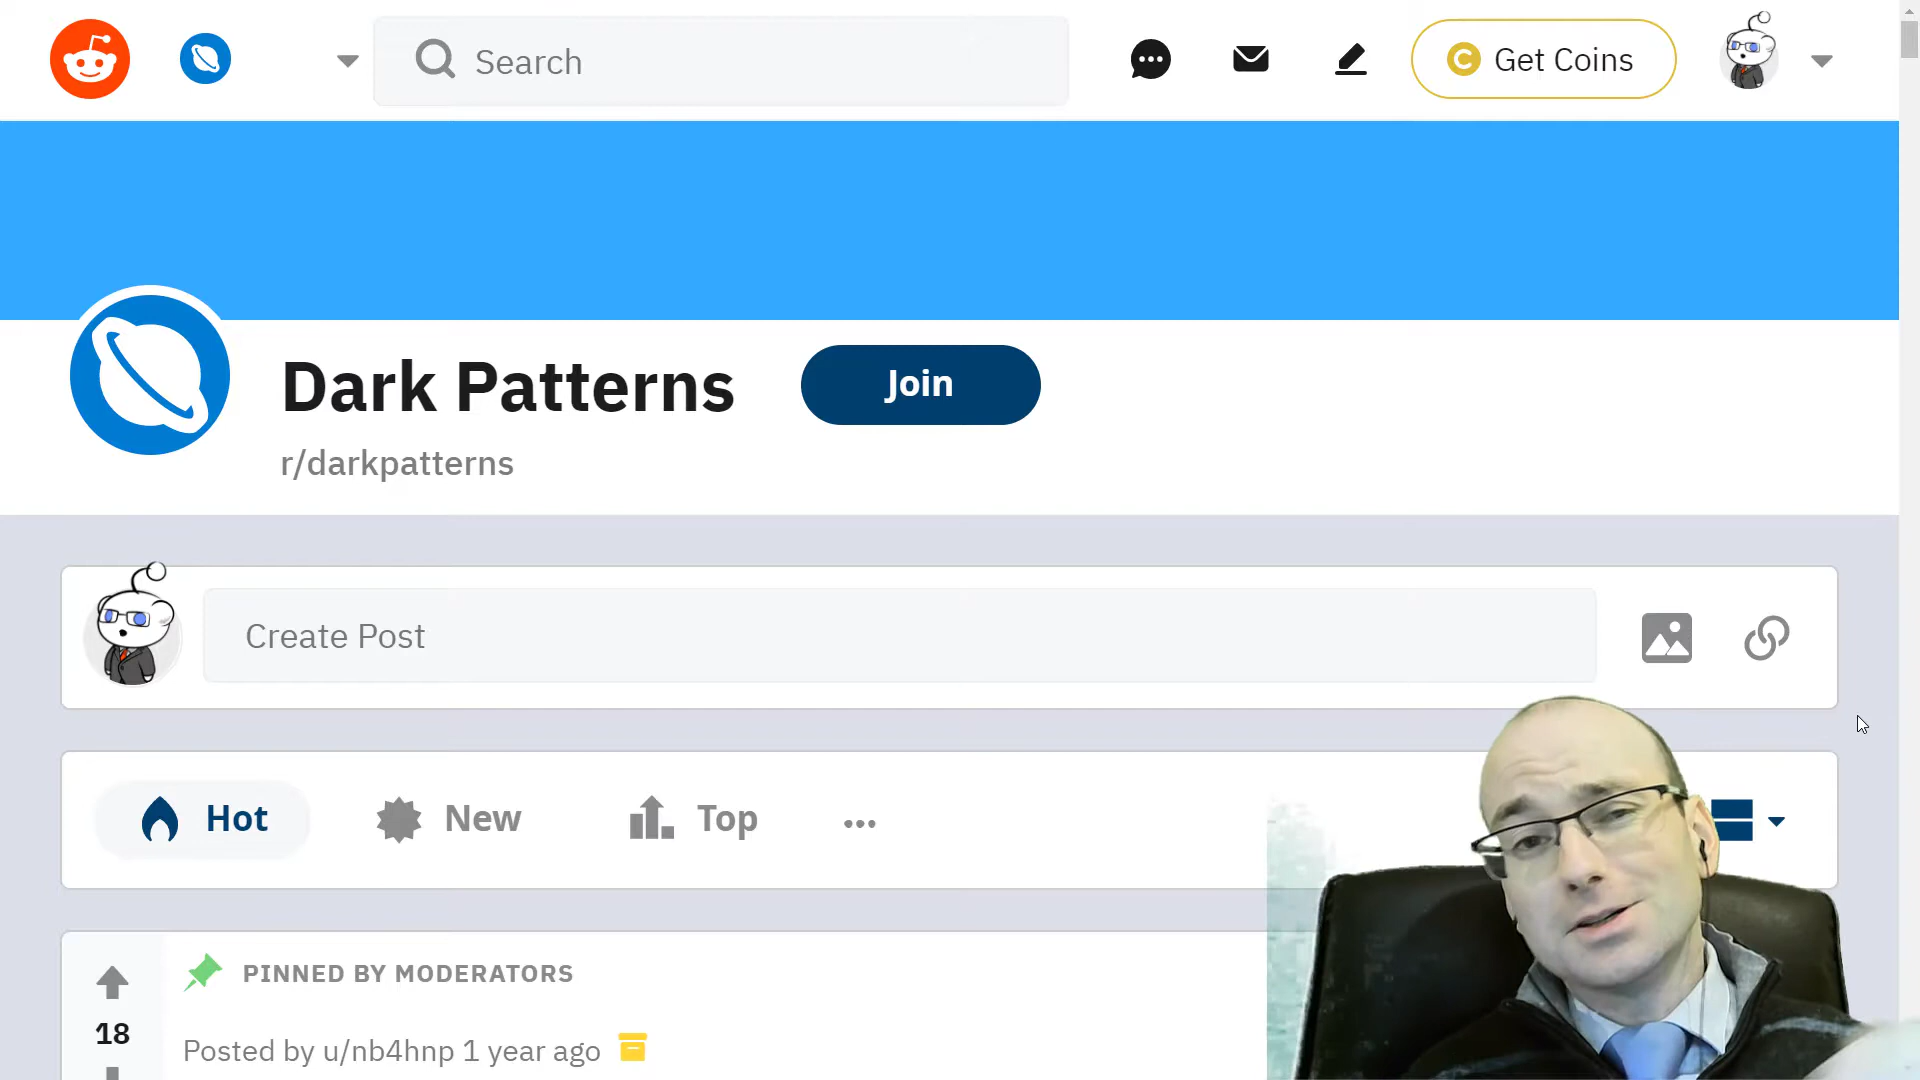 Search
C Get Coins
Dark Patterns
Join
r/darkpatterns
Create Post
Hot
New
Top
PINNED BY MODERATORS
18
Posted by u/nb4hnp 1 year ago